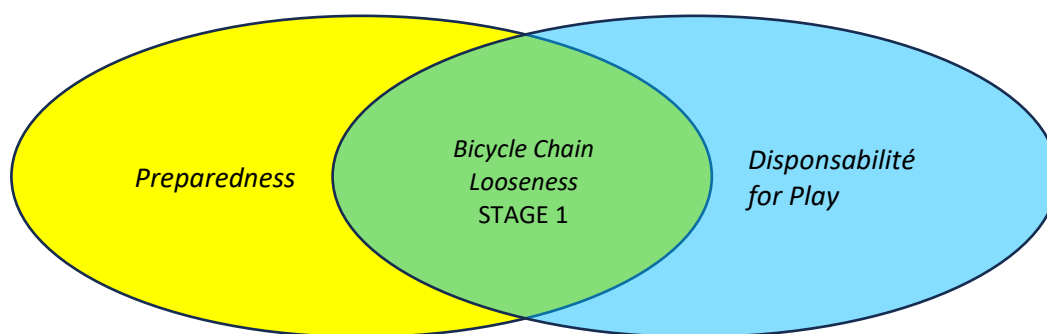 Preparedness
Bicycle Chain
Looseness
STAGE 1
Disponsabilité
for Play